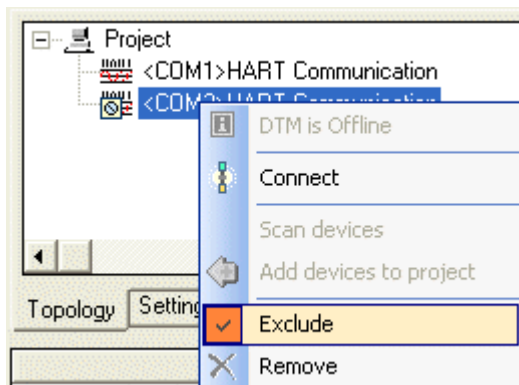 Project
<COM1>HART Communication
DTM is Offline
Connect
Scan devices
Add devices to project
Topology
Exclude
Remove